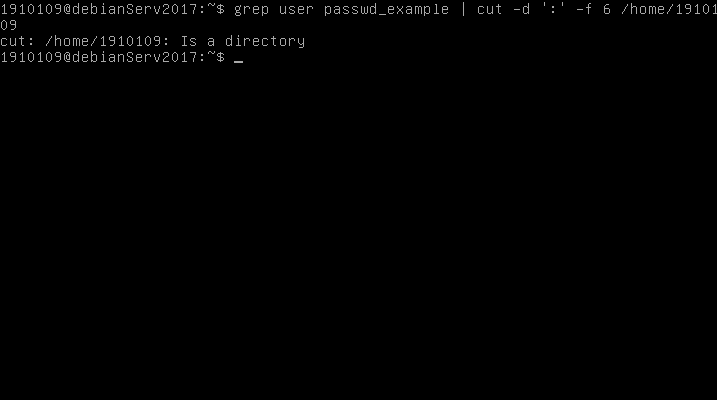 1910109@debianServ2017:~$ grep user passwd_example | cut -d ':' -f 6 /home/19101
09
cut: /home/1910109: Is a directory
1910109@debianServ2017:~$ _